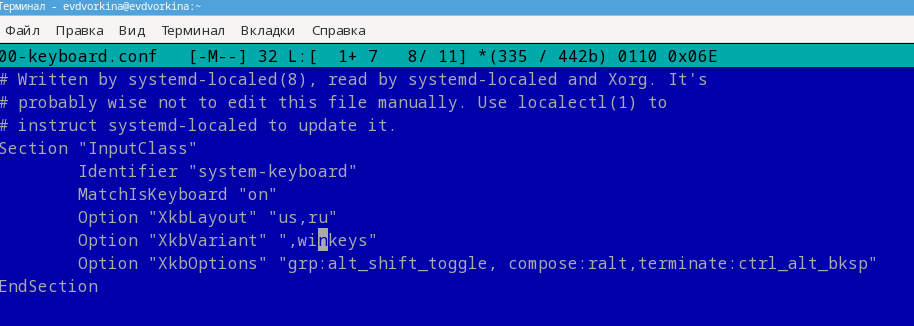 Терминал - evdvorkina@evdvorkina:~
Файл Правка Вид Терминал Вкладки Справка
00-keyboard.conf [-M--] 32 L:[ 1+ 7 8/ 11] *(335 / 442b) 0110 0x06E
# Written by systemd-localed(8), read by systemd-localed and Xorg. It's
# probably wise not to edit this file manually. Use localectl(1) to
# instruct systemd-localed to update it.
Section "InputClass"
Identifier "system-keyboard"
MatchIsKeyboard "on"
Option "XkbLayout" "us,ru"
Option "XkbVariant" ",winkeys"
Option "XkbOptions" "grp:alt_shift_toggle, compose:ralt,terminate:ctrl_alt_bksp"
EndSection